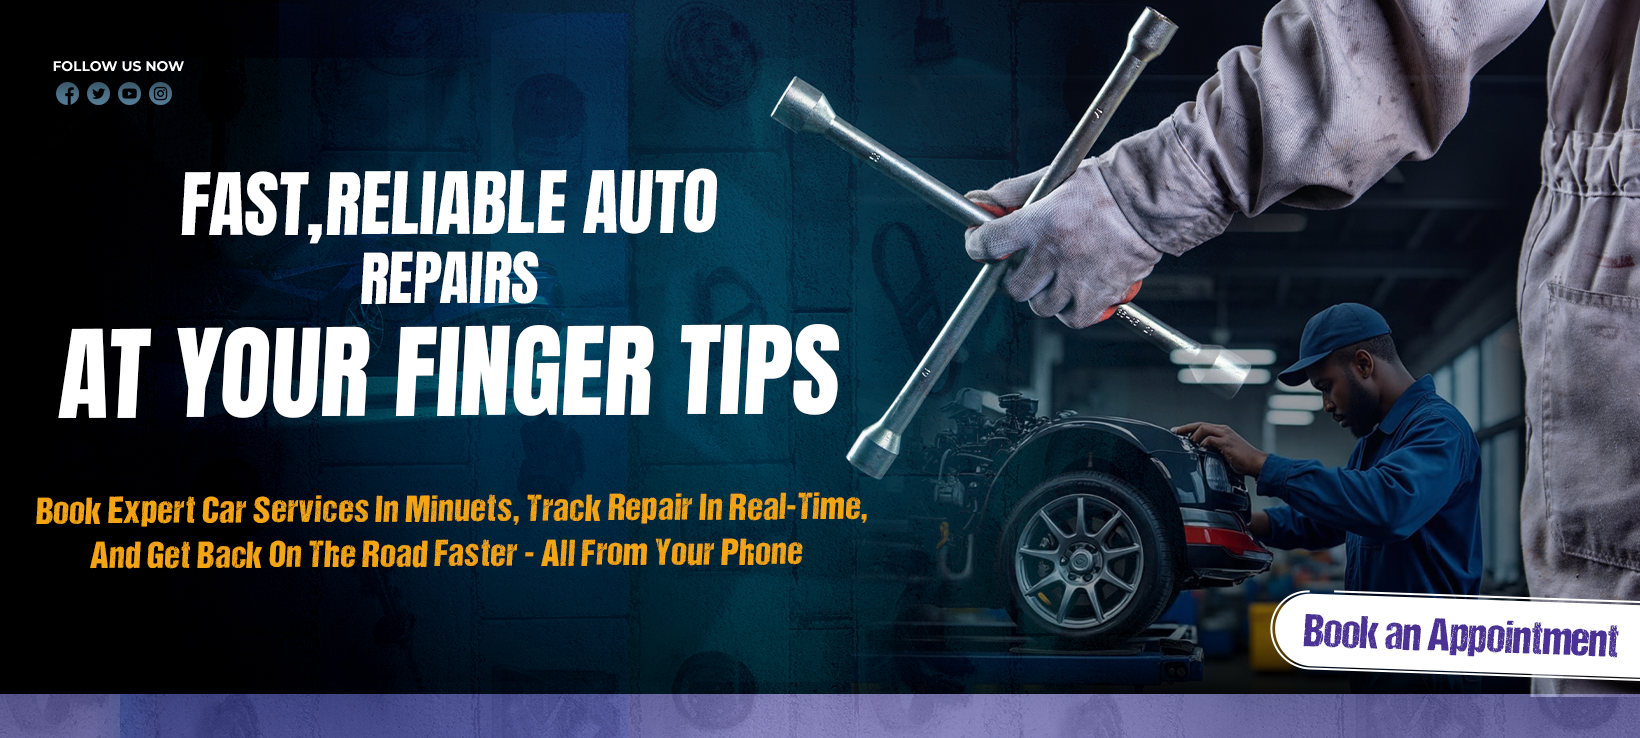 FOLLOW US NOW
FAST,RELIABLE AUTO
REPAIRS
AT YOUR FINGER TIPS
Book Expert Car Services In Minuets, Track Repair In Real-Time,
And Get Back On The Road Faster - All From Your Phone
Book an Appointment